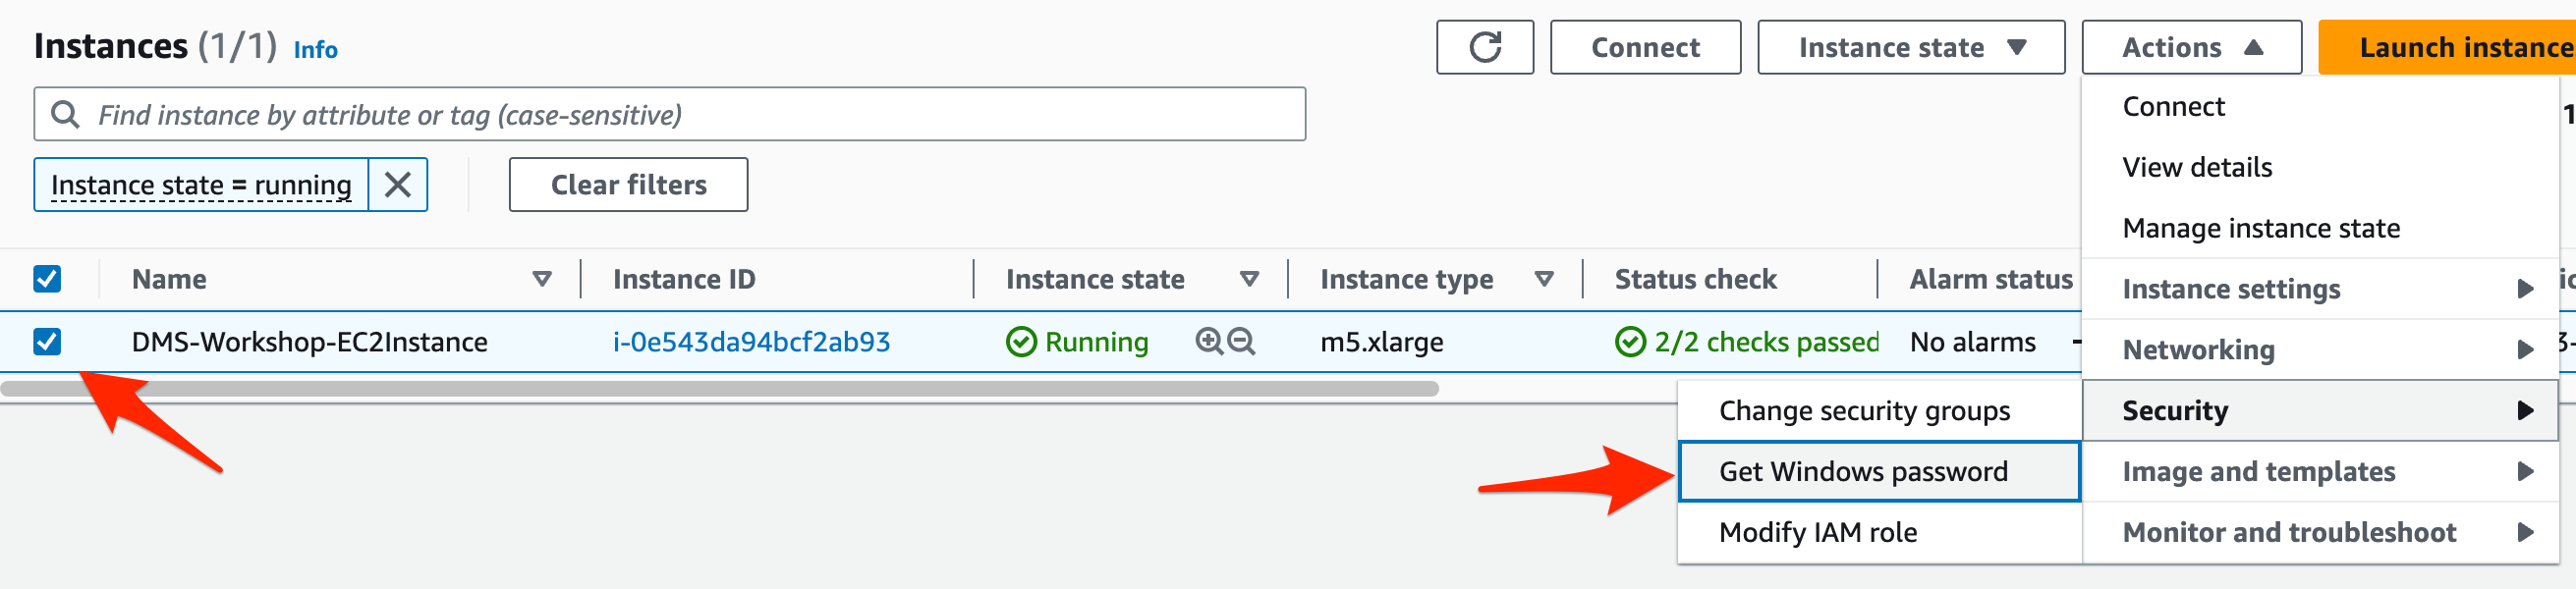 Instances (1/1) Info
Connect
Instance state
Actions
Launch instance
Find instance by attribute or tag (case-sensitive)
Instance state = running
Clear filters
Connect
View details
Manage instance state
Instance settings
Networking
Security
Image and templates
Monitor and troubleshoot
Name
Instance ID
Instance state
Instance type
Status check
Alarm status
DMS-Workshop-EC2Instance
i-0e543da94bcf2ab93
Running
m5.xlarge
2/2 checks passed
No alarms
Change security groups
Get Windows password
Modify IAM role